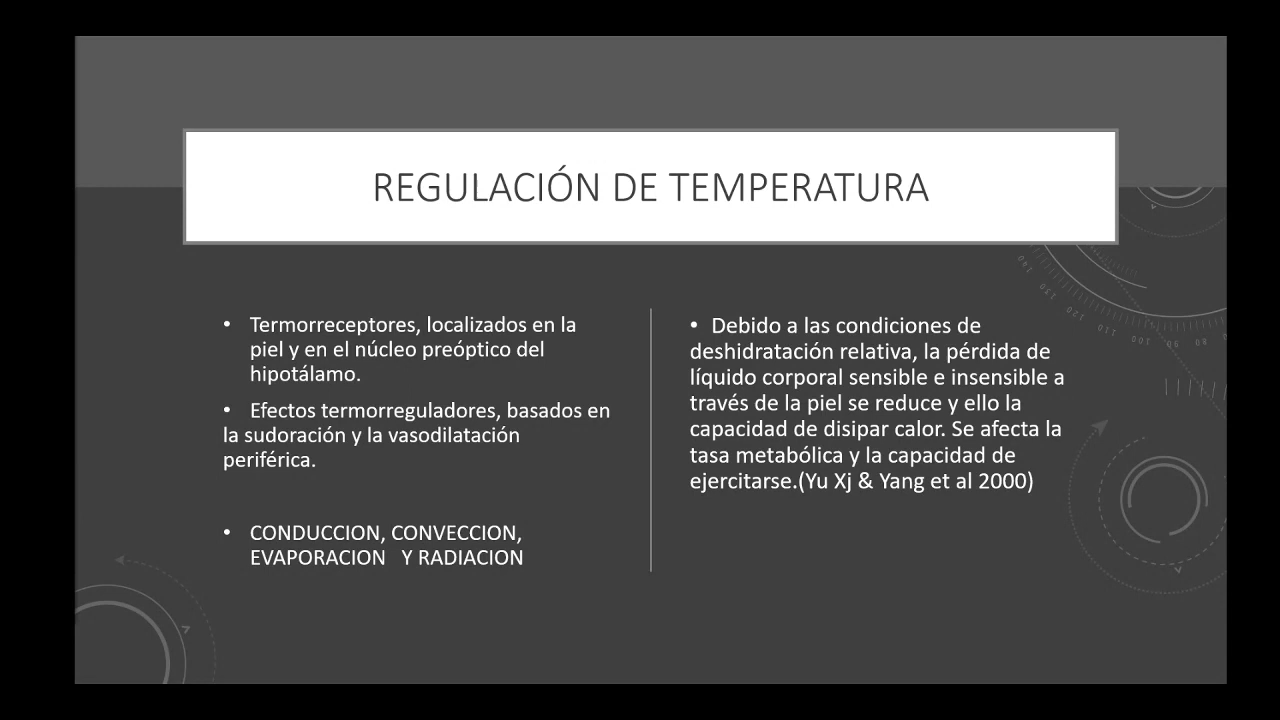 REGULACIÓN DE TEMPERATURA
• Termorreceptores, localizados en la
piel y en el núcleo preóptico del
hipotálamo.
• Efectos termorreguladores, basados en
la sudoración y la vasodilatación
periférica.
• CONDUCCION, CONVECCION,
EVAPORACION Y RADIACION
• Debido a las condiciones de
deshidratación relativa, la pérdida de
líquido corporal sensible e insensible a
través de la piel se reduce y ello la
capacidad de disipar calor. Se afecta la
tasa metabólica y la capacidad de
ejercitarse.(Yu Xj & Yang et al 2000)